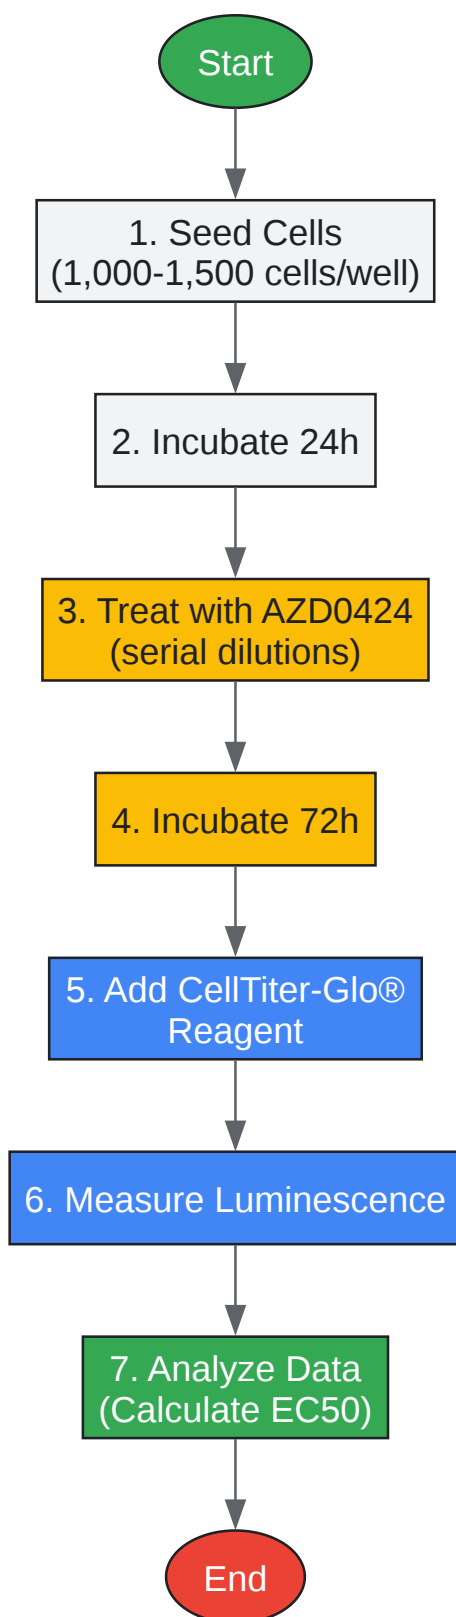 Start
1. Seed Cells
(1,000-1,500 cells/well)
2. Incubate 24h
3. Treat with AZD0424
(serial dilutions)
4. Incubate 72h
5. Add CellTiter-Glo®
Reagent
6. Measure Luminescence
7. Analyze Data
(Calculate EC50)
End